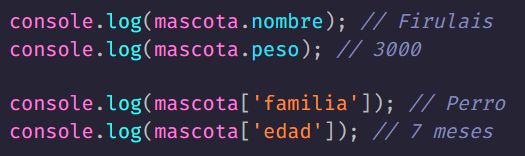 console.log(mascota.nombre); // Firulais
console.log(mascota.peso); // 3000
console.log(mascota['familia']); // Perro
console.log(mascota['edad']); // 7 meses